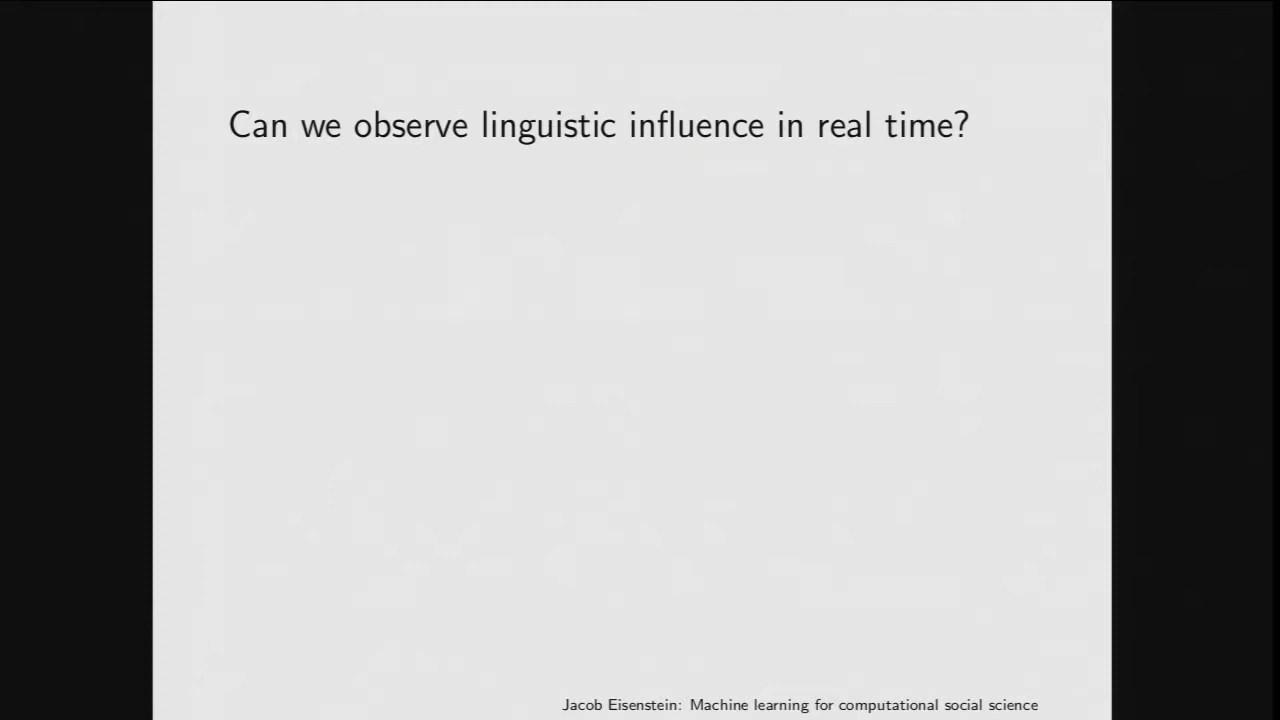 Can we observe linguistic influence in real time?
Jacob Eisenstein: Machine learning for computational social science